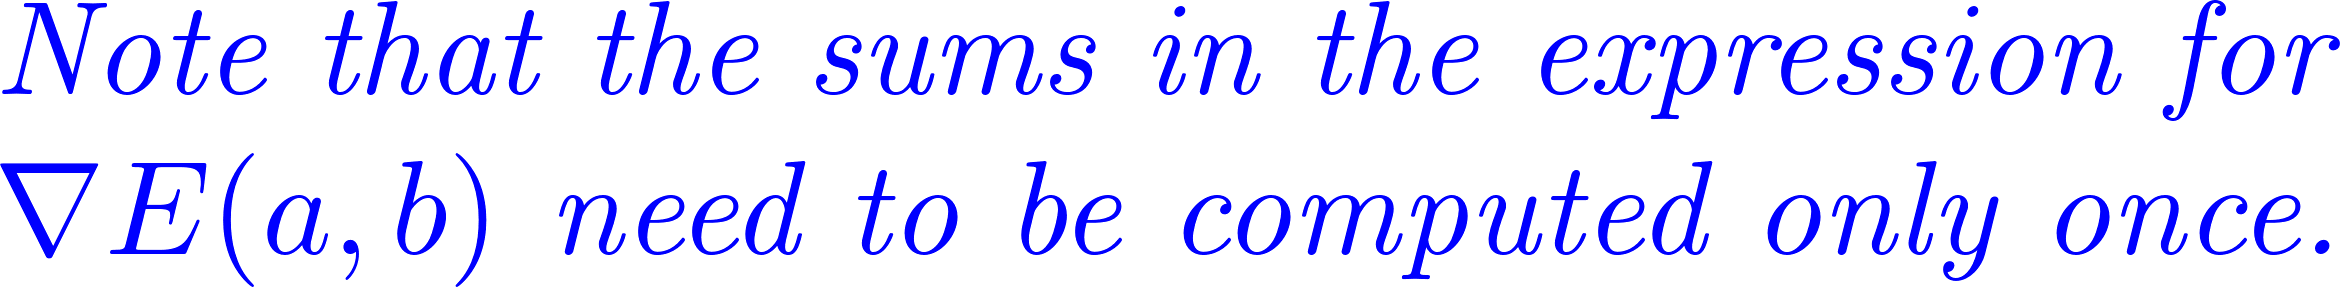 Note that the sums in the expression for
∇E(a, b) need to be computed only once.